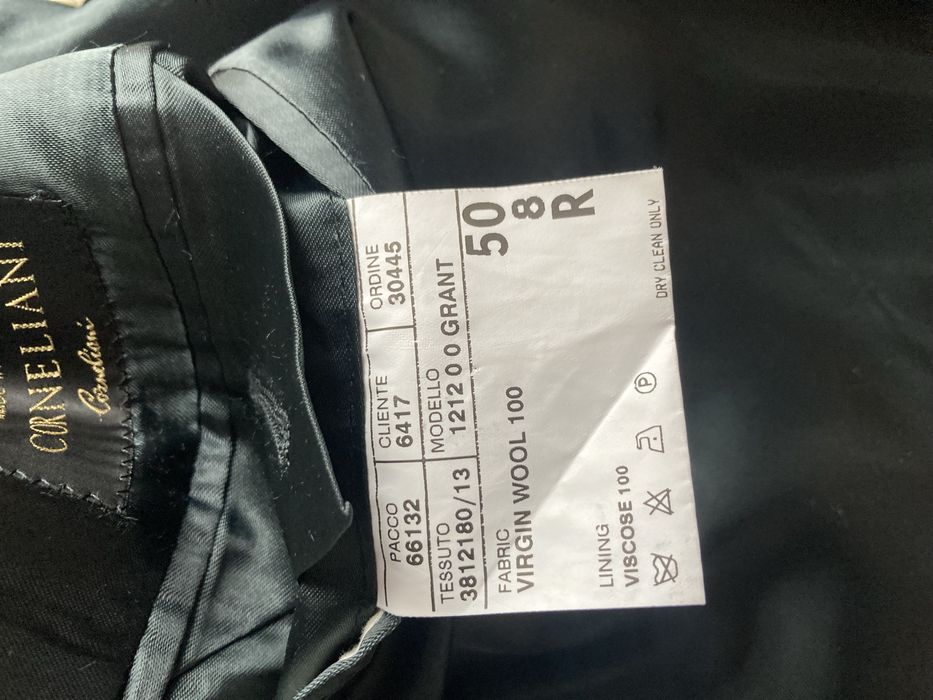 CORNELIANI
Corneliani
PACCO CLIENTE ORDINE
66132 6417 30445
TESSUTO MODELLO
3812180/13 1212 0 0 GRANT
50
8
R
FABRIC
VIRGIN WOOL 100
LINING
VISCOSE 100
P
DRY CLEAN ONLY